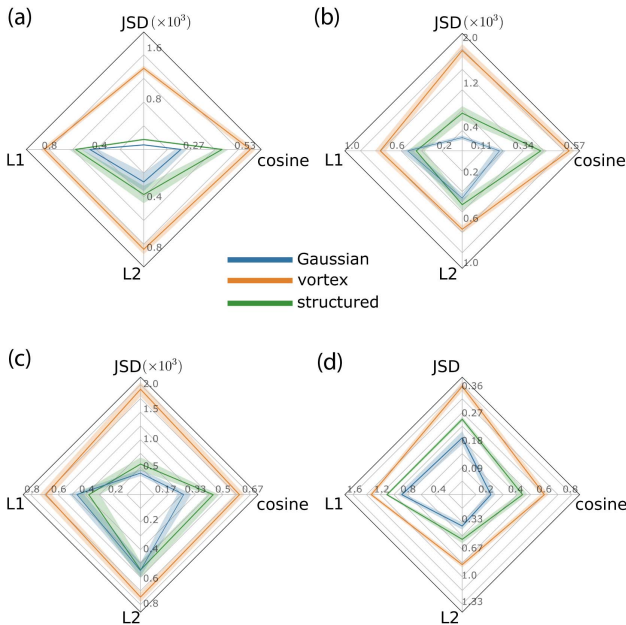 (a)
JSD(×10³)
1.6
0.8
0.8
0.4
0.27
0.53
L1
cosine
0.4
0.8
L2
(b)
JSD(×10³)
2.0
1.2
0.4
1.0
0.6
0.2
0.11
0.34
0.57
L1
cosine
0.2
0.6
1.0
L2
Gaussian
vortex
structured
(c)
JSD(×10³)
2.0
1.5
1.0
0.5
0.8
0.6
0.4
0.2
0.17
0.33
0.5
0.67
L1
cosine
0.2
0.4
0.6
0.8
L2
(d)
JSD
0.36
0.27
0.18
0.09
1.6
1.2
0.8
0.4
0.2
0.4
0.6
0.8
L1
cosine
0.33
0.67
1.0
1.33
L2